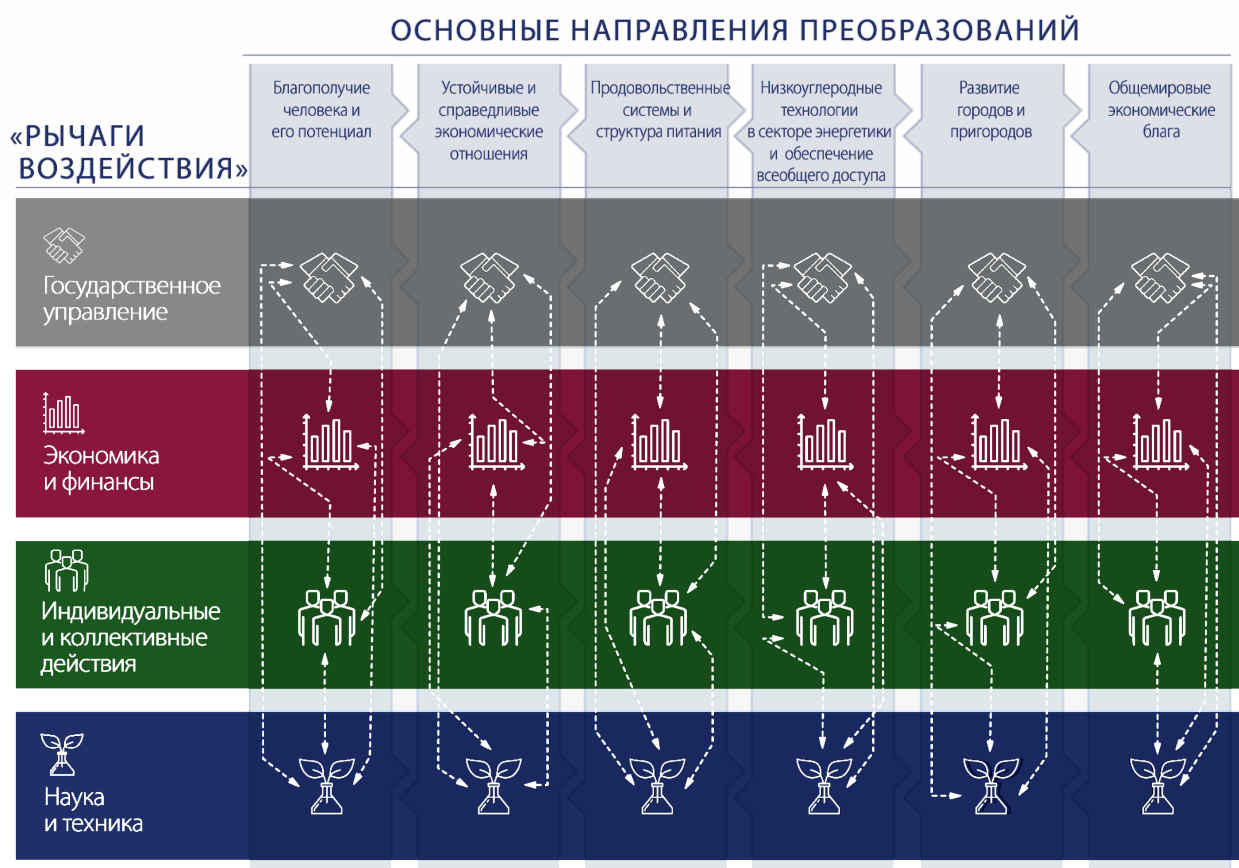 ОСНОВНЫЕ НАПРАВЛЕНИЯ ПРЕОБРАЗОВАНИЙ
«РЫЧАГИ
ВОЗДЕЙСТВИЯ»
Благополучие
человека и
его потенциал
Устойчивые и
справедливые
экономические
отношения
Продовольственные
системы и
структура питания
Низкоуглеродные
технологии
в секторе энергетики
и обеспечение
всеобщего доступа
Развитие
городов и
пригородов
Общемировые
экономические
блага
Государственное
управление
Экономика
и финансы
Индивидуальные
и коллективные
действия
Наука
и техника